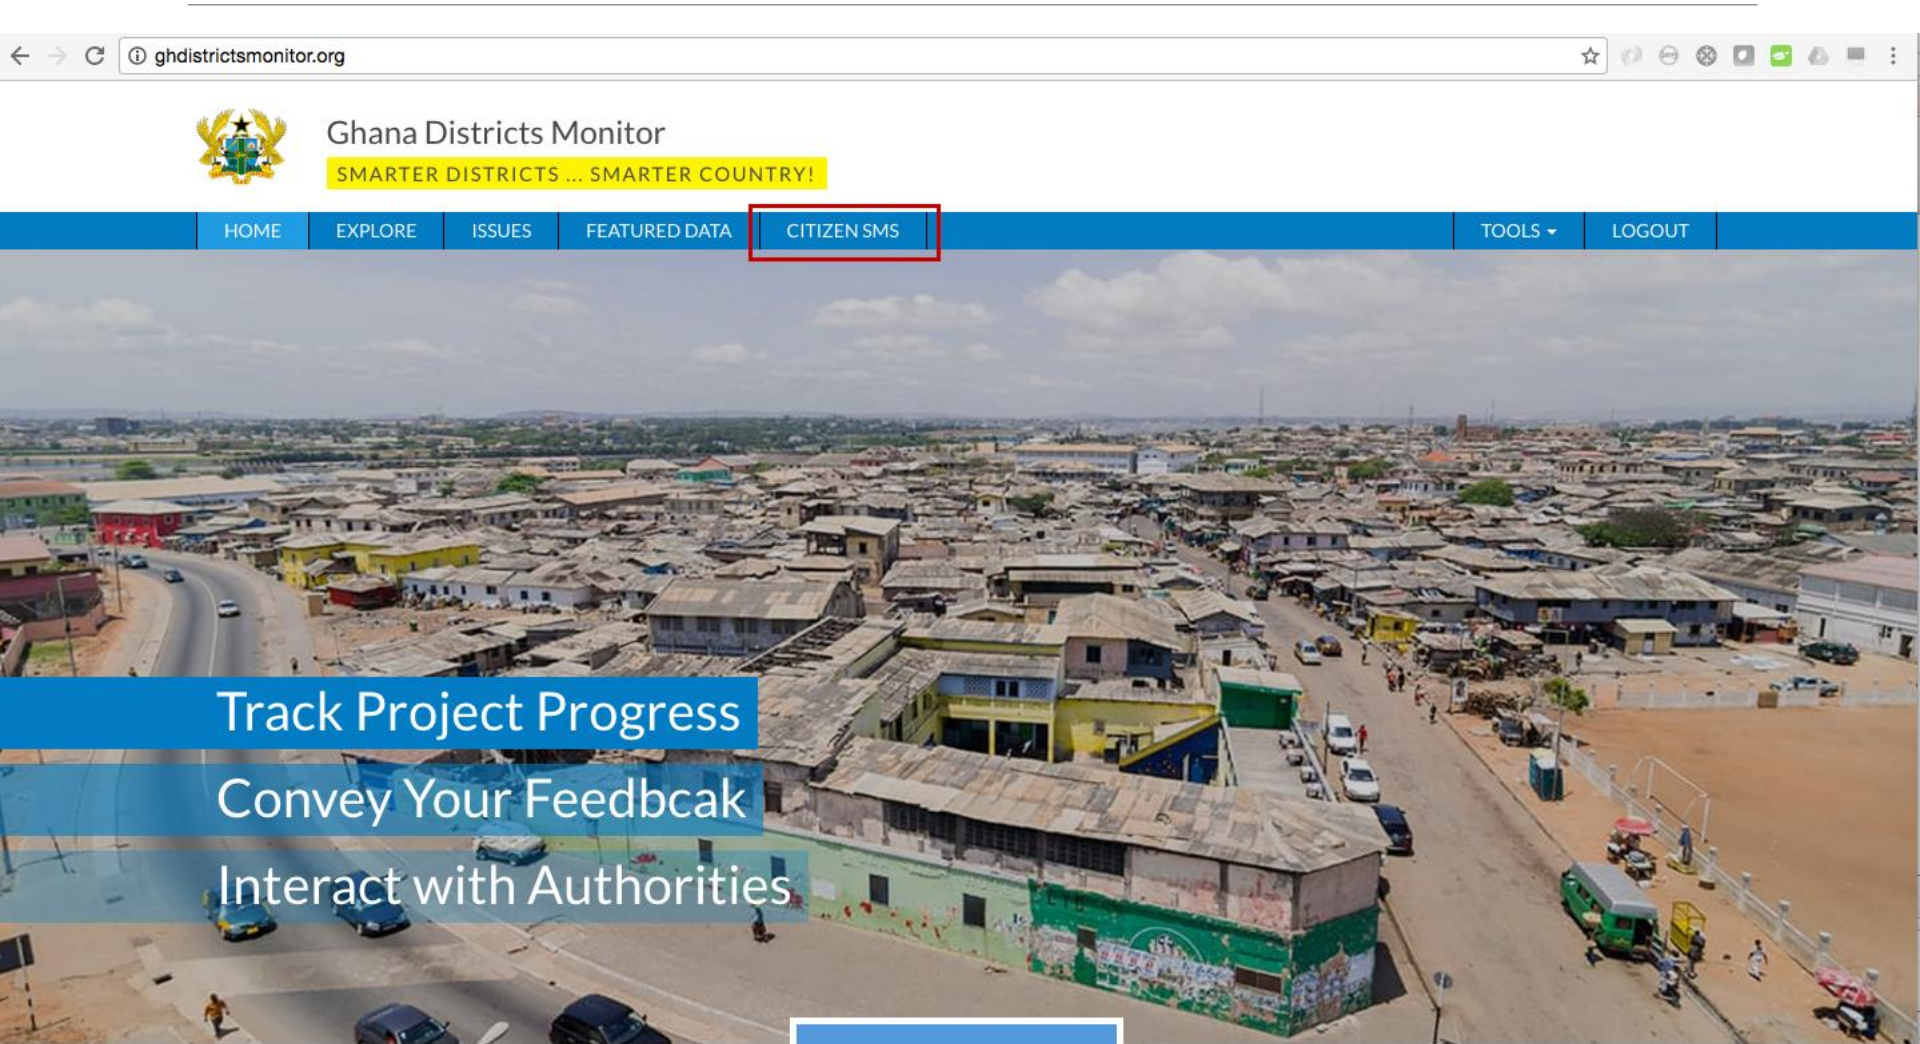 ghdistrictsmonitor.org
Ghana Districts Monitor
SMARTER DISTRICTS ... SMARTER COUNTRY!
HOME EXPLORE ISSUES FEATURED DATA CITIZEN SMS TOOLS LOGOUT
Track Project Progress
Convey Your Feedbcak
Interact with Authorities